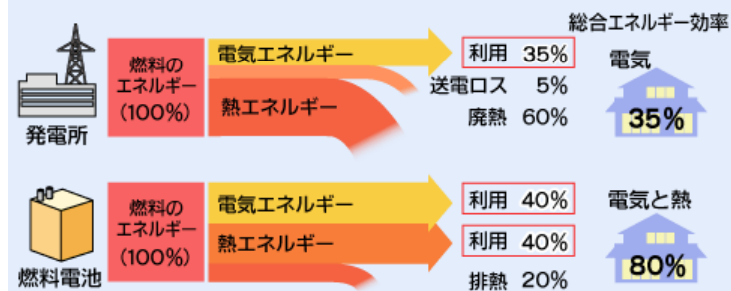 総合エネルギー効率
燃料の
エネルギー
(100%)
電気エネルギー
熱エネルギー
利用 35%
送電ロス 5%
廃熱 60%
電気
35%
発電所
燃料の
エネルギー
(100%)
電気エネルギー
熱エネルギー
利用 40%
利用 40%
排熱 20%
電気と熱
80%
燃料電池